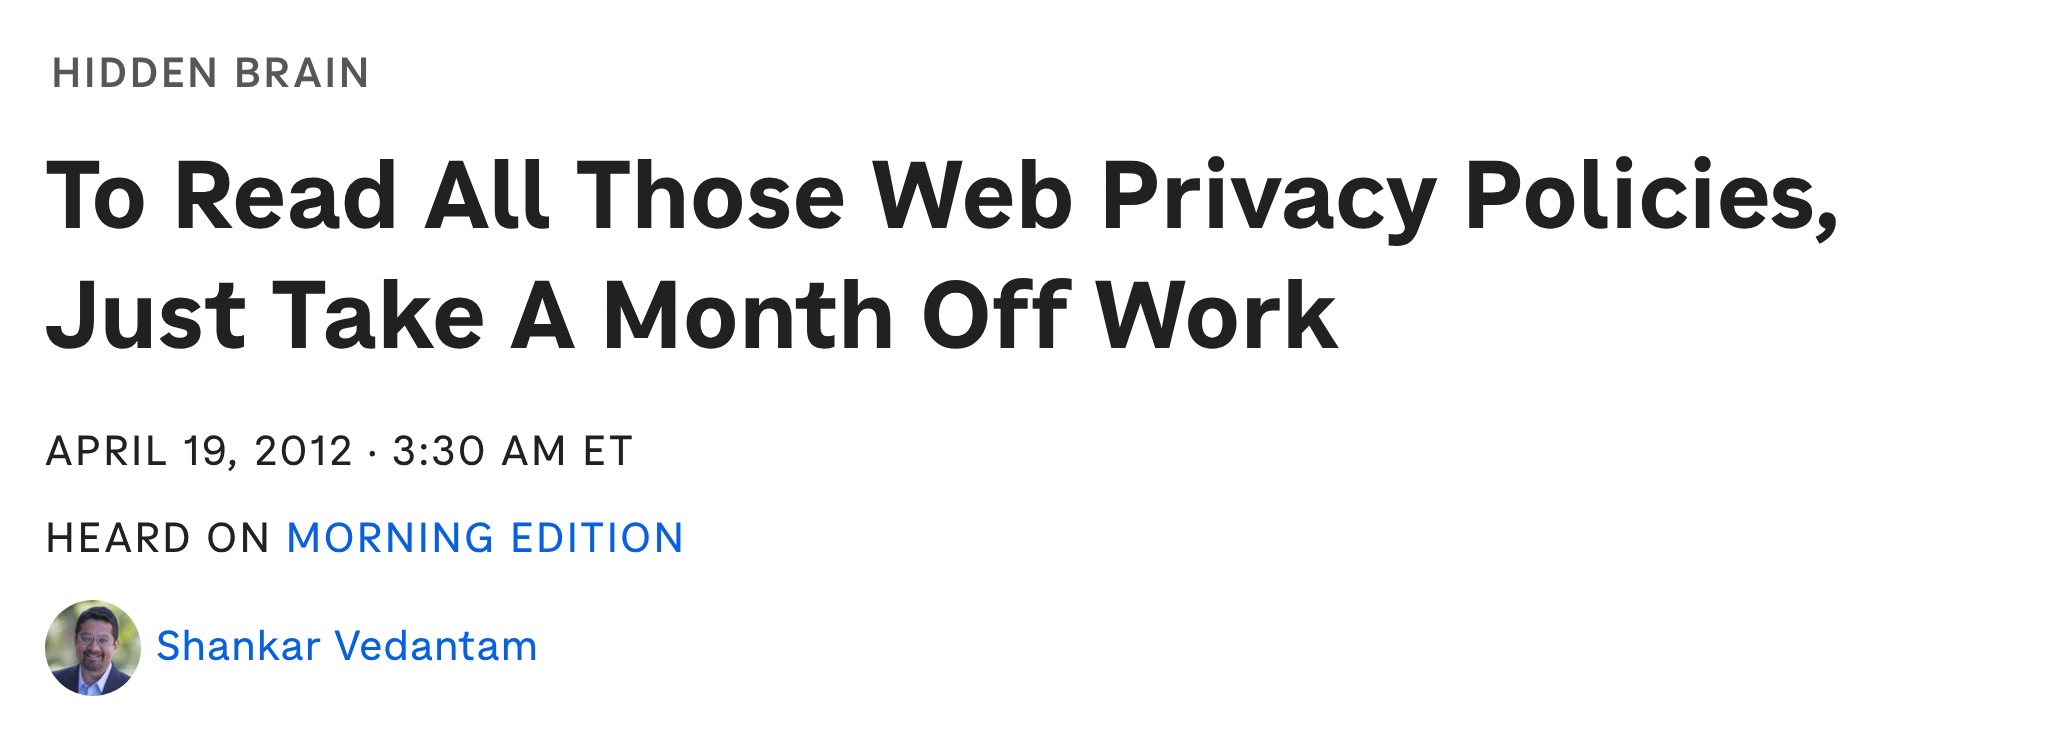 HIDDEN BRAIN
To Read All Those Web Privacy Policies,
Just Take A Month Off Work
APRIL 19, 2012 · 3:30 AM ET
HEARD ON MORNING EDITION
Shankar Vedantam